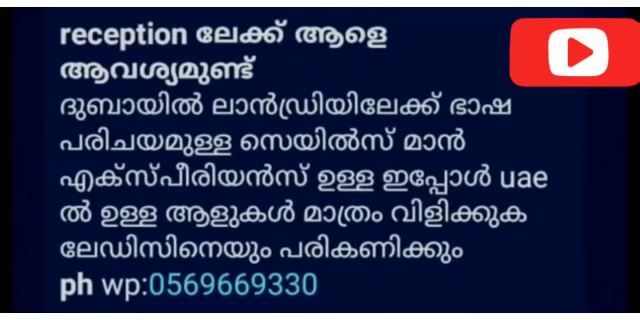 reception ലേക്ക് ആളെ
ആവശ്യമുണ്ട്
ദുബായിൽ ലാൻഡ്രിയിലേക്ക് ഭാഷ
പരിചയമുള്ള സെയിൽസ് മാൻ
എക്സ്പീരിയൻസ് ഉള്ള ഇപ്പോൾ uae
ൽ ഉള്ള ആളുകൾ മാത്രം വിളിക്കുക
ലേഡിസിനെയും പരികണിക്കും
ph wp:0569669330